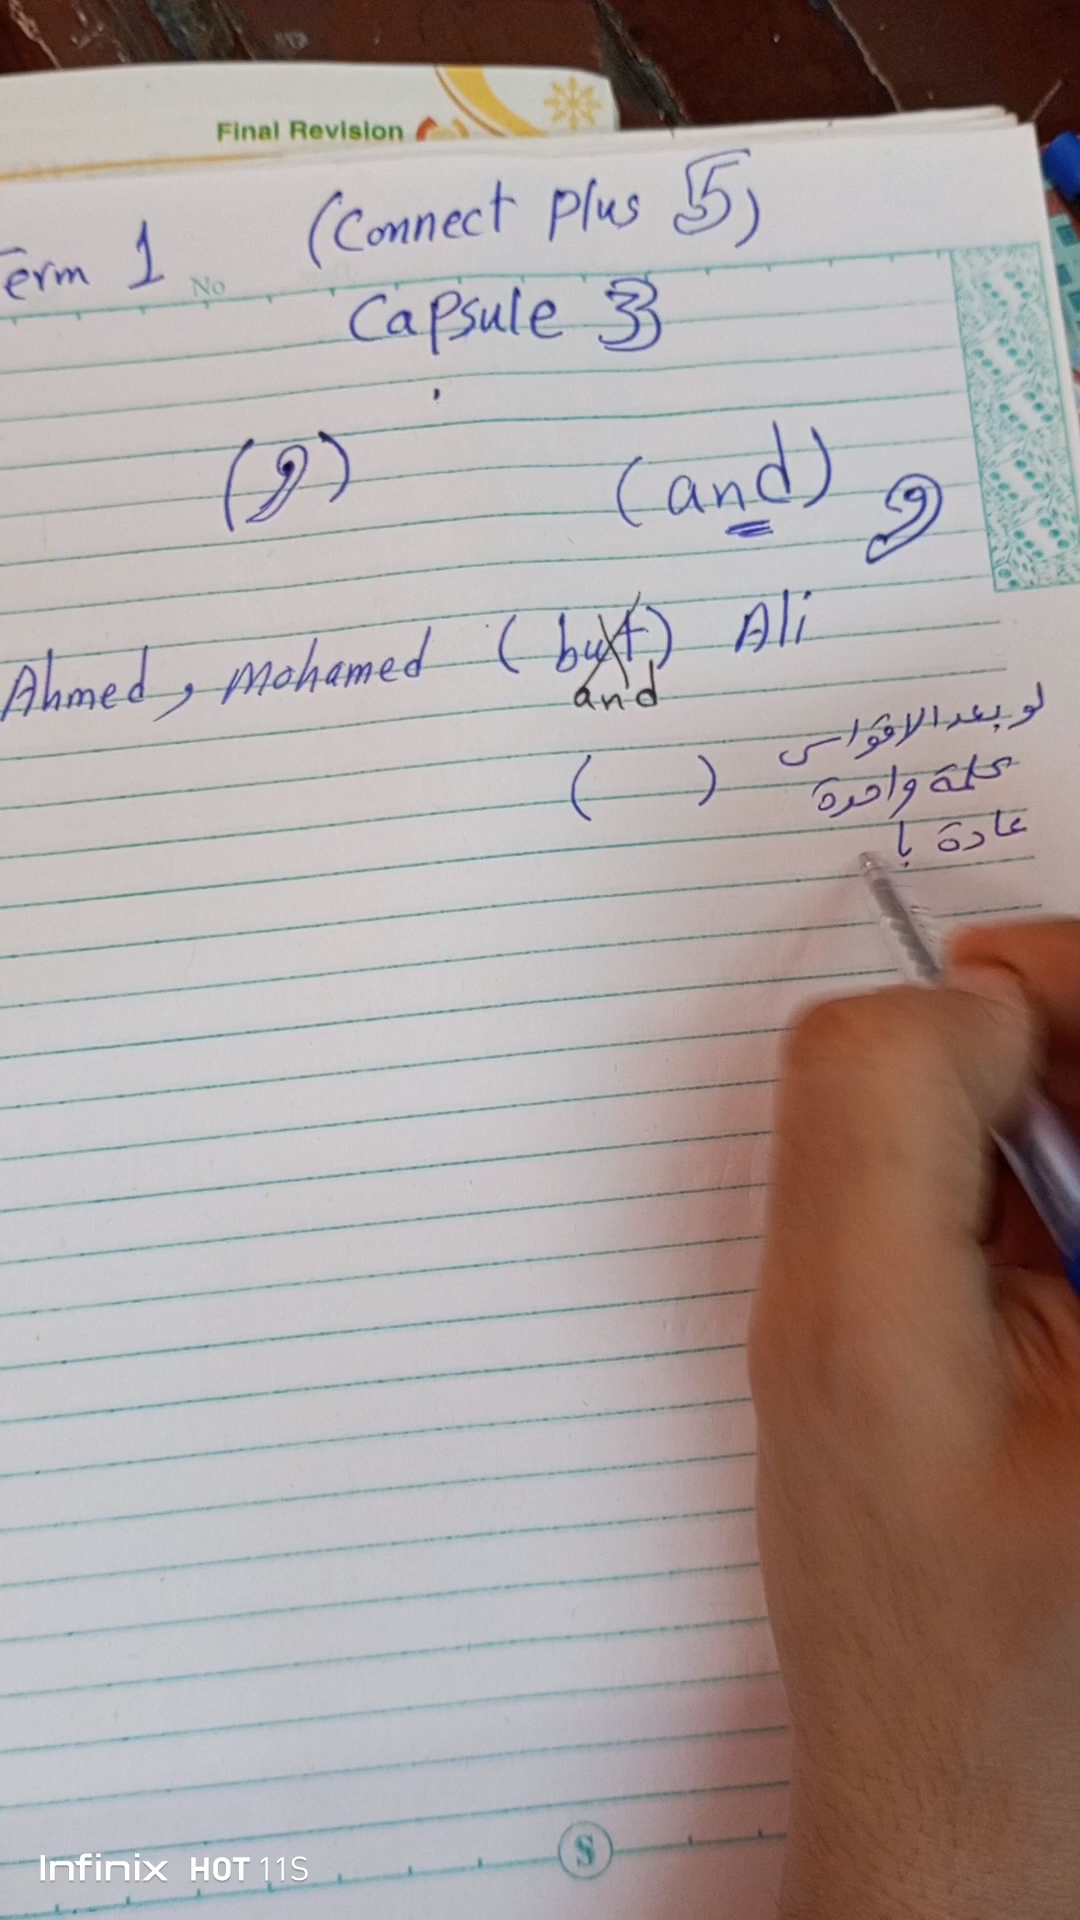 Final Revision
Term 1 (Connect Plus 5)
No
Capsule 3
(و) (and) و
Ahmed, Mohamed (but) Ali
and
( ) لو بعد الاقواس
كلمة واحدة
عادة با
S
Infinix HOT 11S